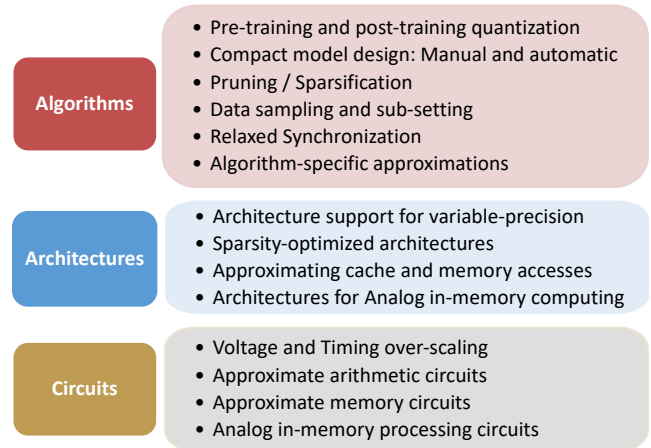 Algorithms
• Pre-training and post-training quantization
• Compact model design: Manual and automatic
• Pruning / Sparsification
• Data sampling and sub-setting
• Relaxed Synchronization
• Algorithm-specific approximations
Architectures
• Architecture support for variable-precision
• Sparsity-optimized architectures
• Approximating cache and memory accesses
• Architectures for Analog in-memory computing
Circuits
• Voltage and Timing over-scaling
• Approximate arithmetic circuits
• Approximate memory circuits
• Analog in-memory processing circuits